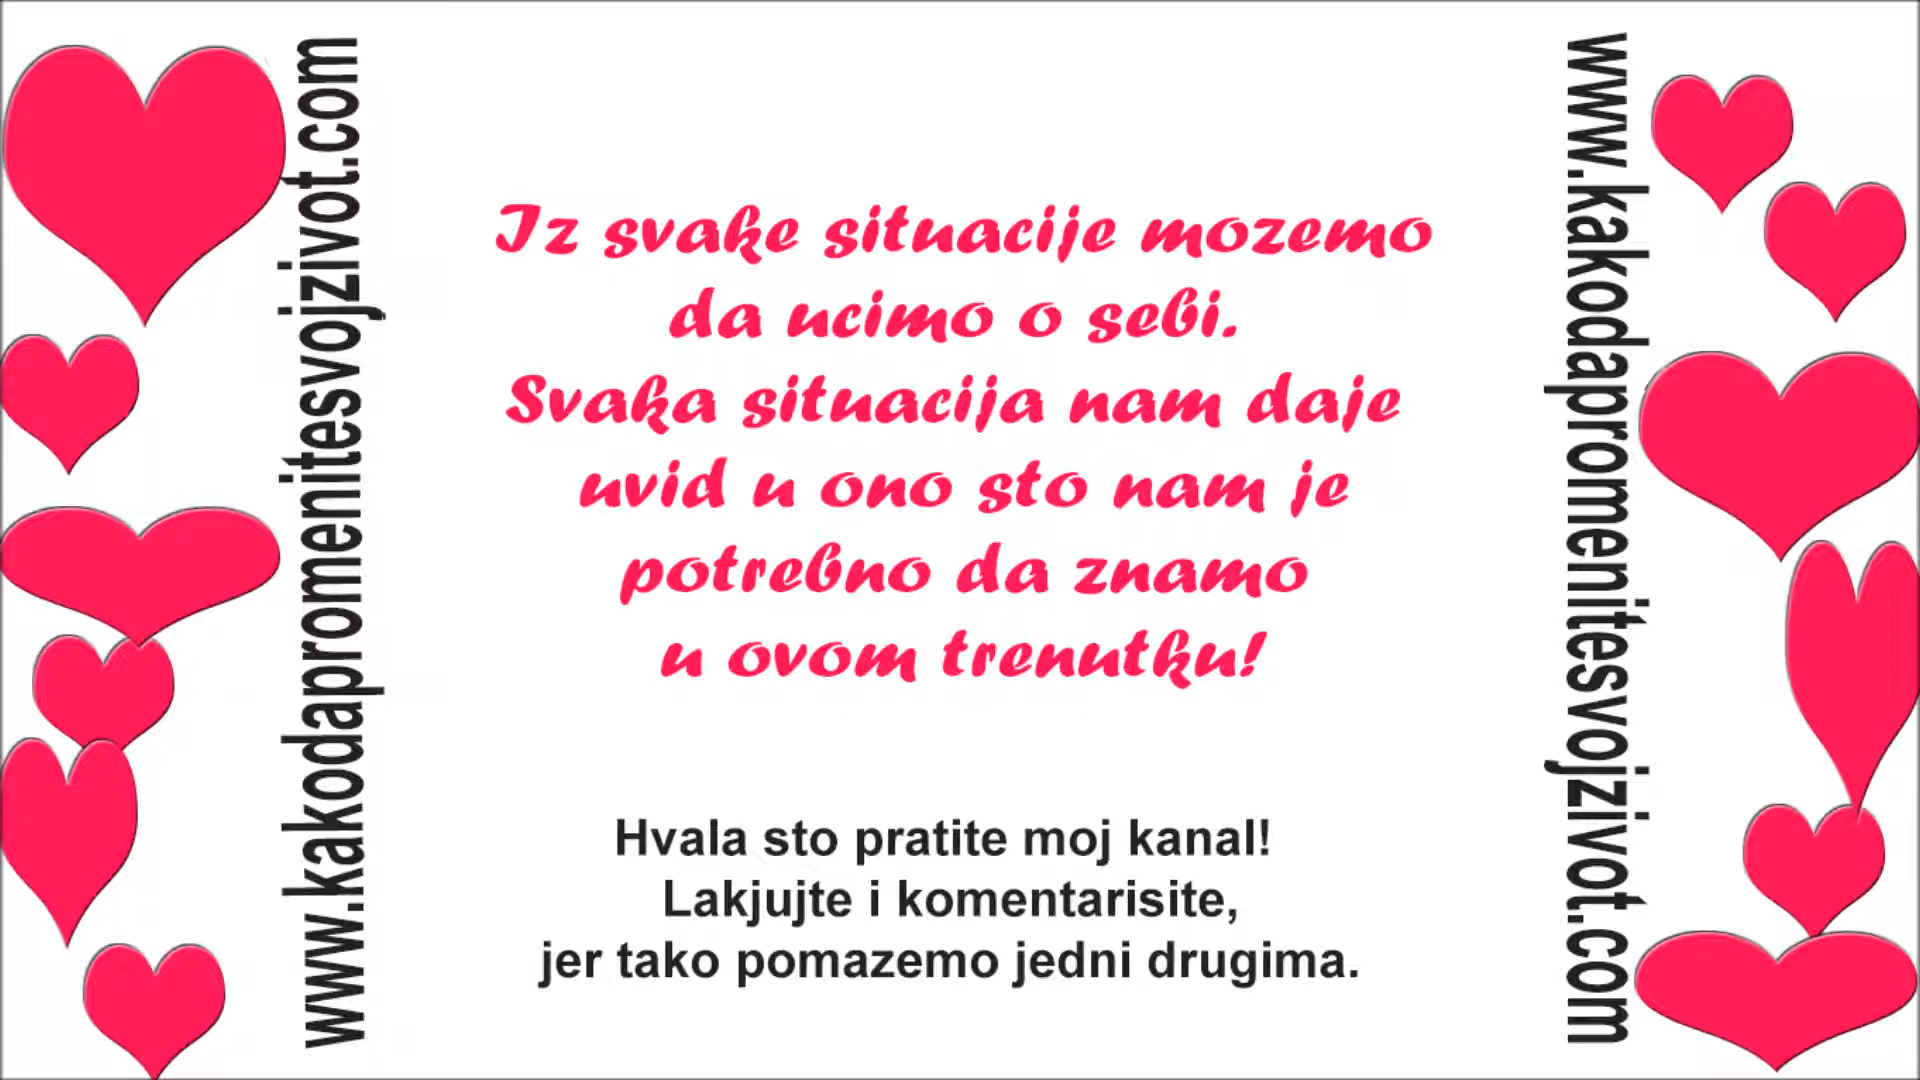 www.kakodapromenitesvojzivot.com
Iz svake situacije mozemo
da ucimo o sebi.
Svaka situacija nam daje
uvid u ono sto nam je
potrebno da znamo
u ovom trenutku!
Hvala sto pratite moj kanal!
Lakjujte i komentarisite,
jer tako pomazemo jedni drugima.
www.kakodapromenitesvojzivot.com